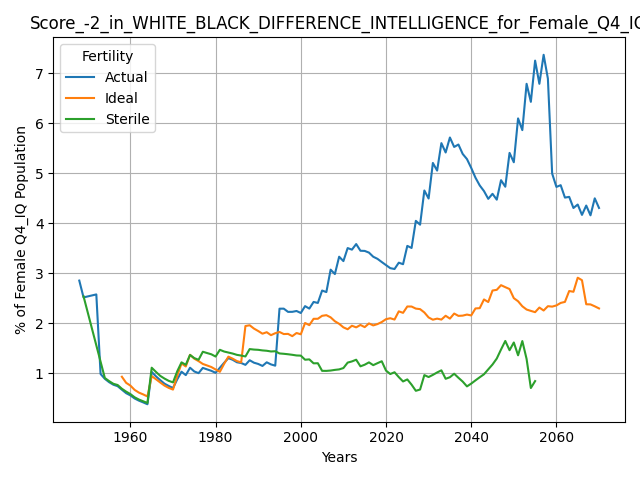 Score_-2_in_WHITE_BLACK_DIFFERENCE_INTELLIGENCE_for_Female_Q4_IQ
Fertility
Actual
Ideal
Sterile
7
6
5
4
3
2
1
% of Female Q4_IQ Population
1960 1980 2000 2020 2040 2060
Years